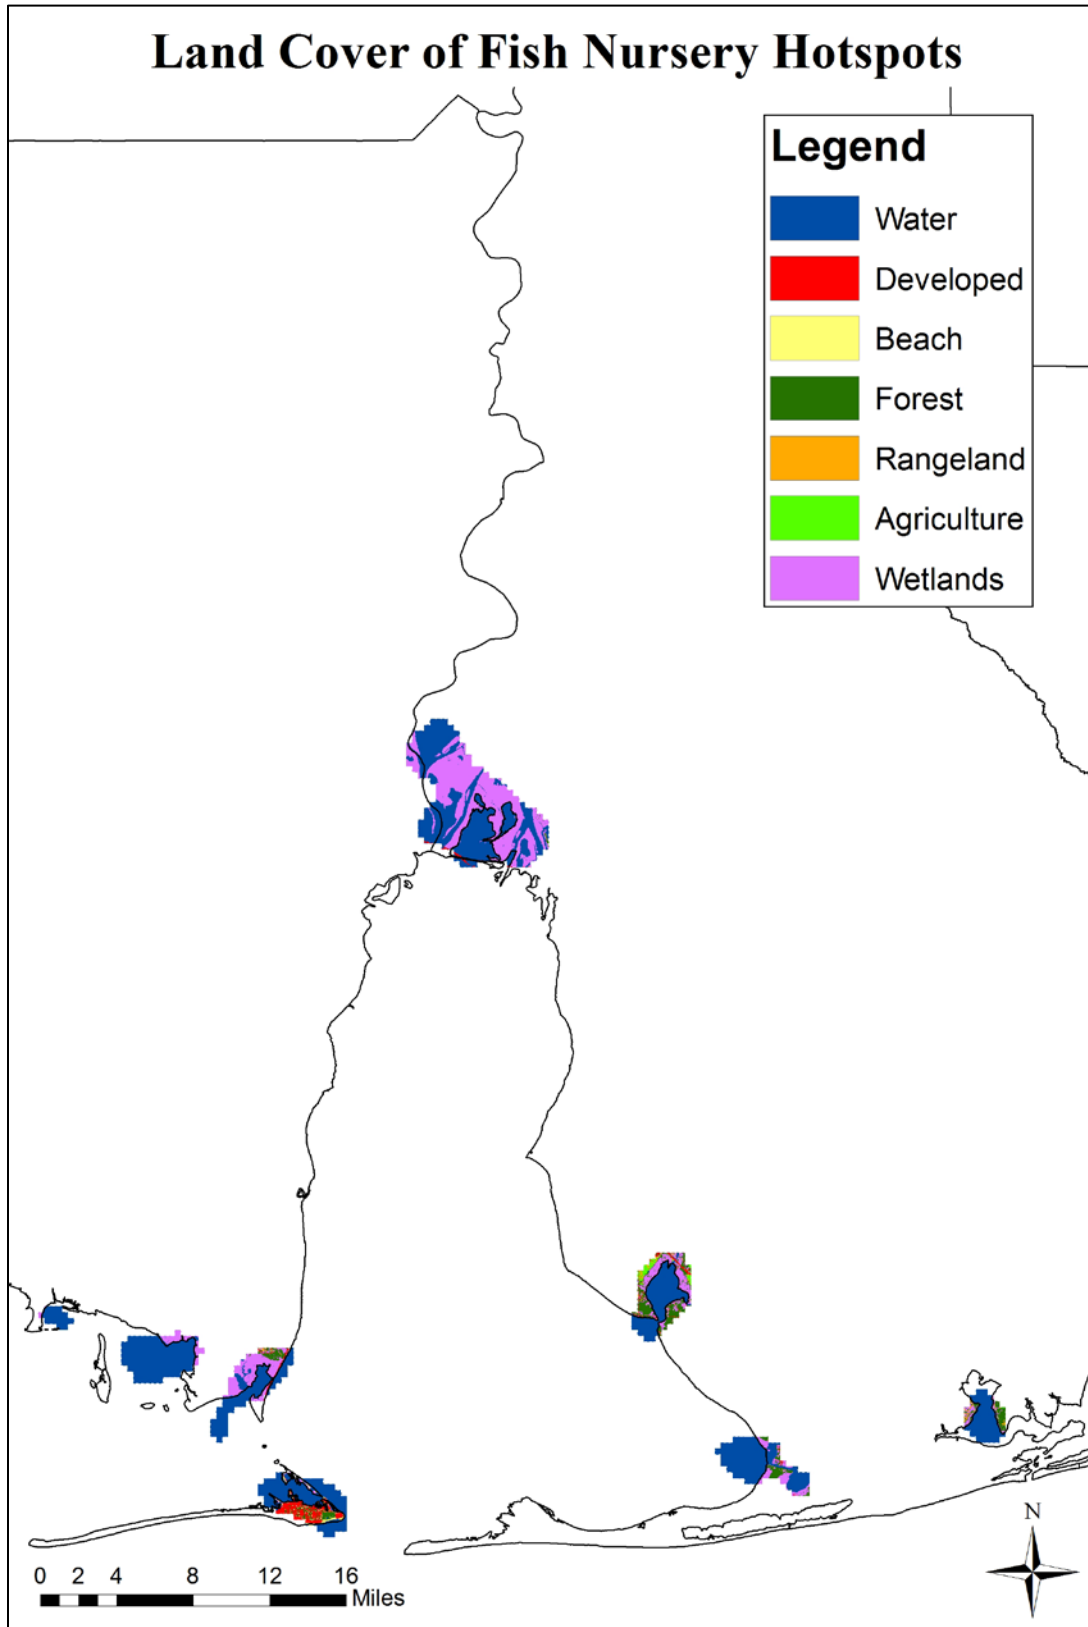 Land Cover of Fish Nursery Hotspots
Legend
Water
Developed
Beach
Forest
Rangeland
Agriculture
Wetlands
N
0 2 4 8 12 16
Miles